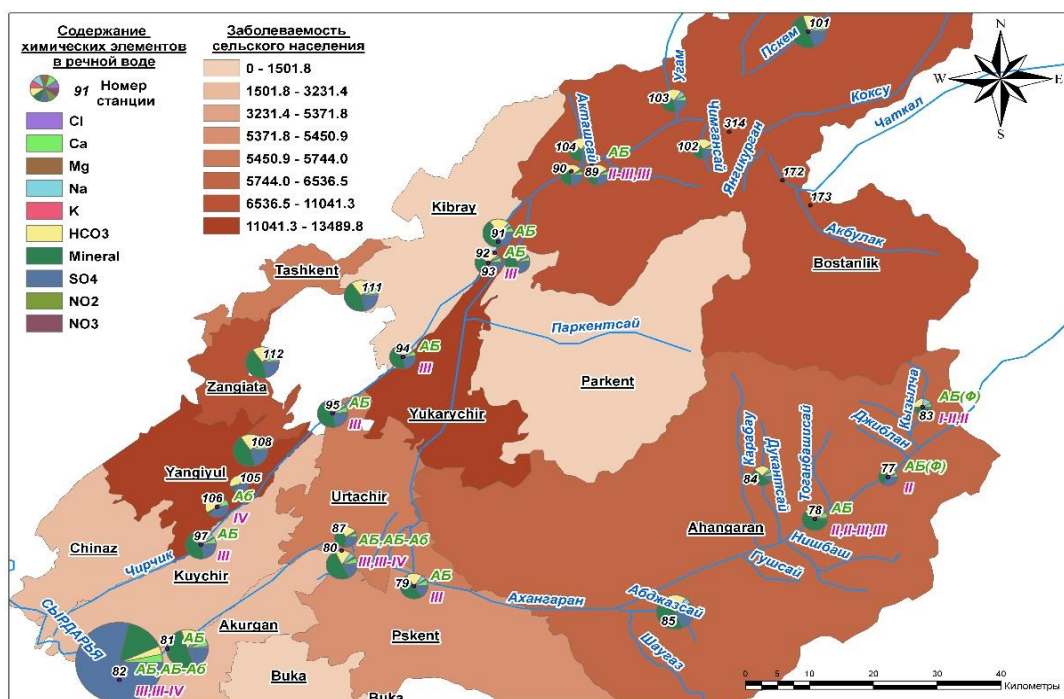 Содержание
химических элементов
в речной воде
91 Номер
станции
Cl
Ca
Mg
Na
K
HCO3
Mineral
SO4
NO2
NO3
Заболеваемость
сельского населения
0 - 1501.8
1501.8 - 3231.4
3231.4 - 5371.8
5371.8 - 5450.9
5450.9 - 5744.0
5744.0 - 6536.5
6536.5 - 11041.3
11041.3 - 13489.8
N
W E
S
101
Пскем
Угам
103
Коксу
Чаткал
Акташсай
Чимгансай
314
Янгикурган
104
АБ
102
90
89
II-III,III
172
173
Акбулак
Kibray
91
АБ
92
АБ
93
III
Bostanlik
Tashkent
111
Паркентсай
94
АБ
III
112
Zangiata
Parkent
95
АБ
III
Yukarychir
Кызылча
АБ(Ф)
83
I-II,II
Джиблан
108
Yangiyul
105
106
Аб
IV
Urtachir
Карабау
Дукантсай
Тоганбашисай
84
77
АБ(Ф)
II
78
АБ
II,II-III,III
Ahangaran
Нишбаш
Гушсай
97
АБ
III
Chinaz
Чирчик
Kuychir
87
АБ,АБ-Аб
80
III,III-IV
79
АБ
III
Ахангаран
Абджазсай
85
Шаугаз
СЫРДАРЬЯ
Akurgan
Pskent
81
АБ
АБ,АБ-Аб
82
III,III-IV
Buka
Buka
0 5 10 20 30 40
Километры